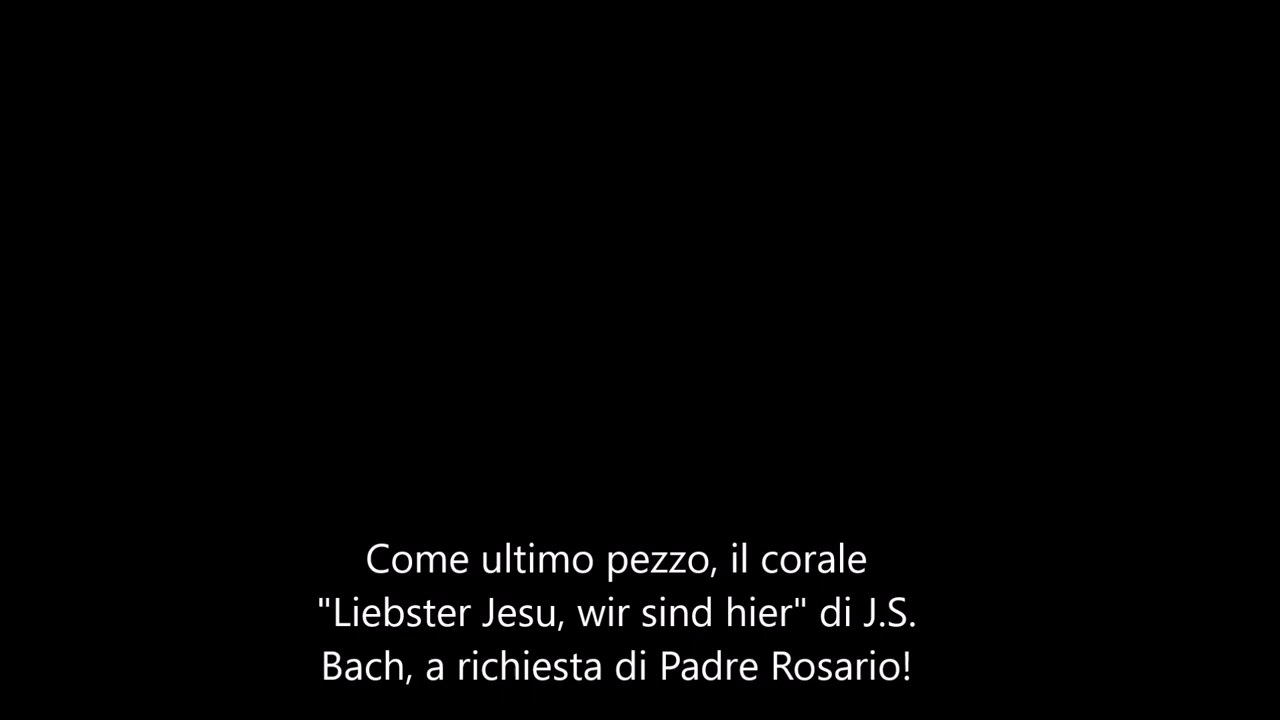 Come ultimo pezzo, il corale
"Liebster Jesu, wir sind hier" di J.S.
Bach, a richiesta di Padre Rosario!